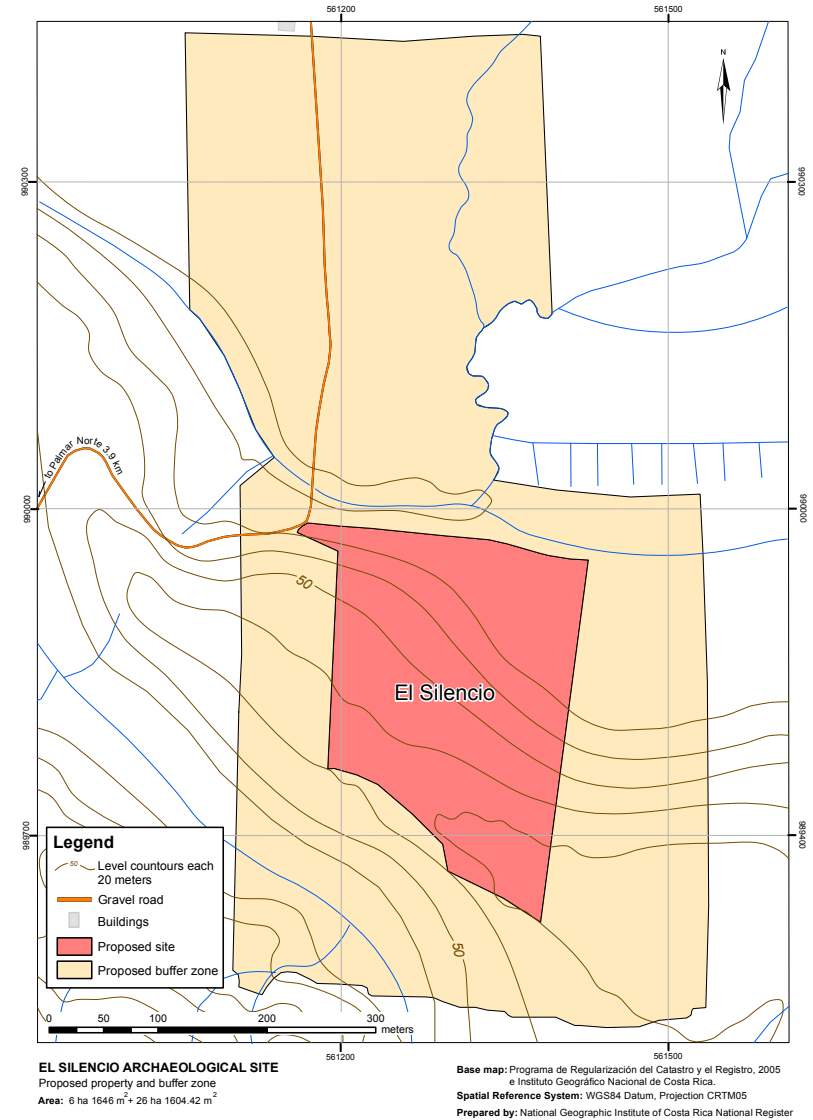 561200
561500
N
990300
990300
to Palmar Norte 3.9 km
990000
990000
50
El Silencio
989700
989400
Legend
50
Level countours each
20 meters
Gravel road
Buildings
Proposed site
Proposed buffer zone
50
0 50 100 200 300
meters
561200
561500
EL SILENCIO ARCHAEOLOGICAL SITE
Proposed property and buffer zone
Area: 6 ha 1646 m2 + 26 ha 1604.42 m2
Base map: Programa de Regularización del Catastro y el Registro, 2005
e Instituto Geográfico Nacional de Costa Rica.
Spatial Reference System: WGS84 Datum, Projection CRTM05
Prepared by: National Geographic Institute of Costa Rica National Register